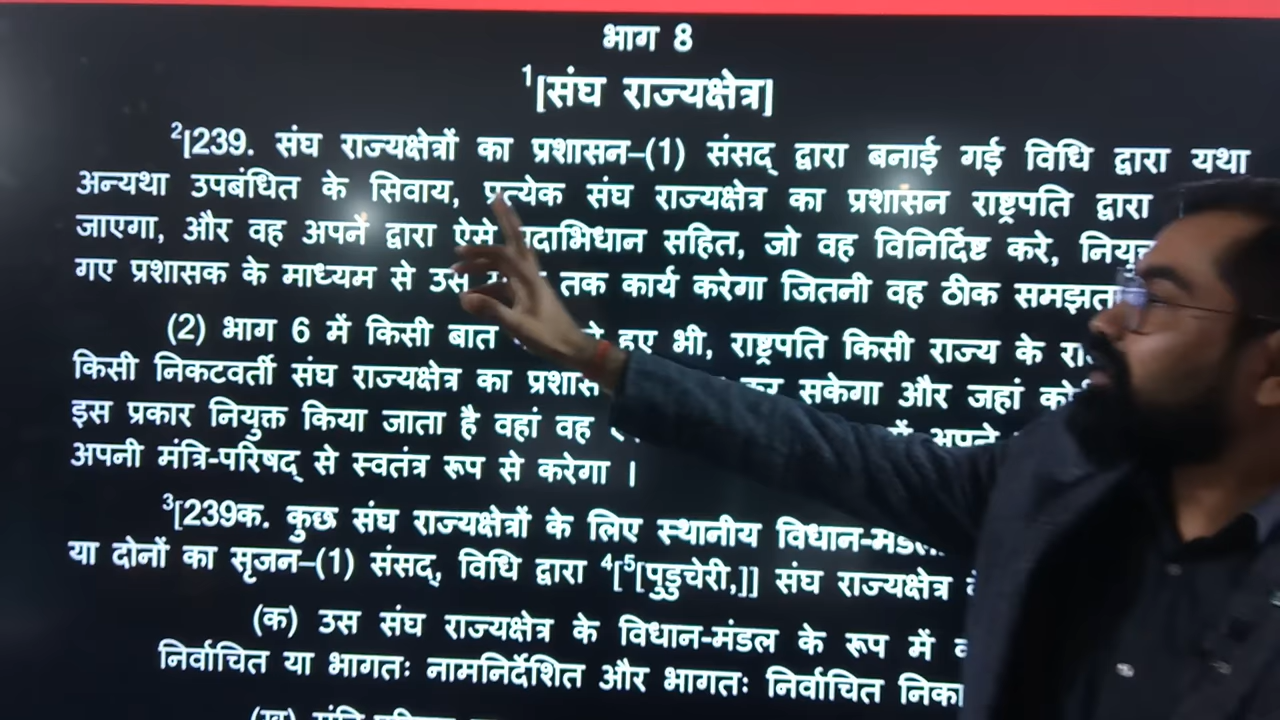 भाग 8
¹[संघ राज्यक्षेत्र]
²[239. संघ राज्यक्षेत्रों का प्रशासन–(1) संसद् द्वारा बनाई गई विधि द्वारा यथा
अन्यथा उपबंधित के सिवाय, प्रत्येक संघ राज्यक्षेत्र का प्रशासन राष्ट्रपति द्वारा
जाएगा, और वह अपने द्वारा ऐसे पदाभिधान सहित, जो वह विनिर्दिष्ट करे,
गए प्रशासक के माध्यम से उस तक कार्य करेगा जितनी वह ठीक
(2) भाग 6 में किसी बात हुए भी, राष्ट्रपति किसी राज्य के
किसी निकटवर्ती संघ राज्यक्षेत्र का सकेगा और जहां
इस प्रकार नियुक्त किया जाता है वहां वह अपने
अपनी मंत्रि-परिषद् से स्वतंत्र रूप से करेगा ।
³[239क. कुछ संघ राज्यक्षेत्रों के लिए स्थानीय
या दोनों का सृजन–(1) संसद्, विधि द्वारा ⁴[⁵[पुडुचेरी,]] संघ राज्यक्षेत्र
(क) उस संघ राज्यक्षेत्र के विधान-मंडल के रूप में
निर्वाचित या भागतः नामनिर्देशित और भागतः निर्वाचित